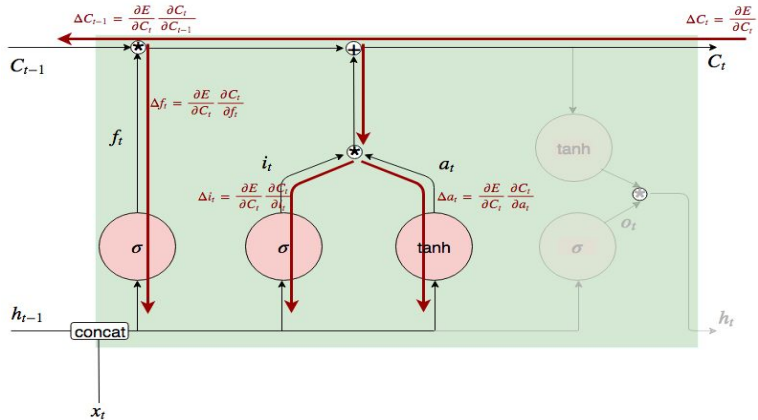 ΔC_{t−1} = ∂E/∂C_t ∂C_t/∂C_{t−1}
ΔC_t = ∂E/∂C_t
* +
C_{t−1} C_t
Δf_t = ∂E/∂C_t ∂C_t/∂f_t
f_t
tanh
*
i_t a_t
Δi_t = ∂E/∂C_t ∂C_t/∂i_t
Δa_t = ∂E/∂C_t ∂C_t/∂a_t
*
o_t
σ σ tanh σ
h_{t−1} h_t
concat
x_t